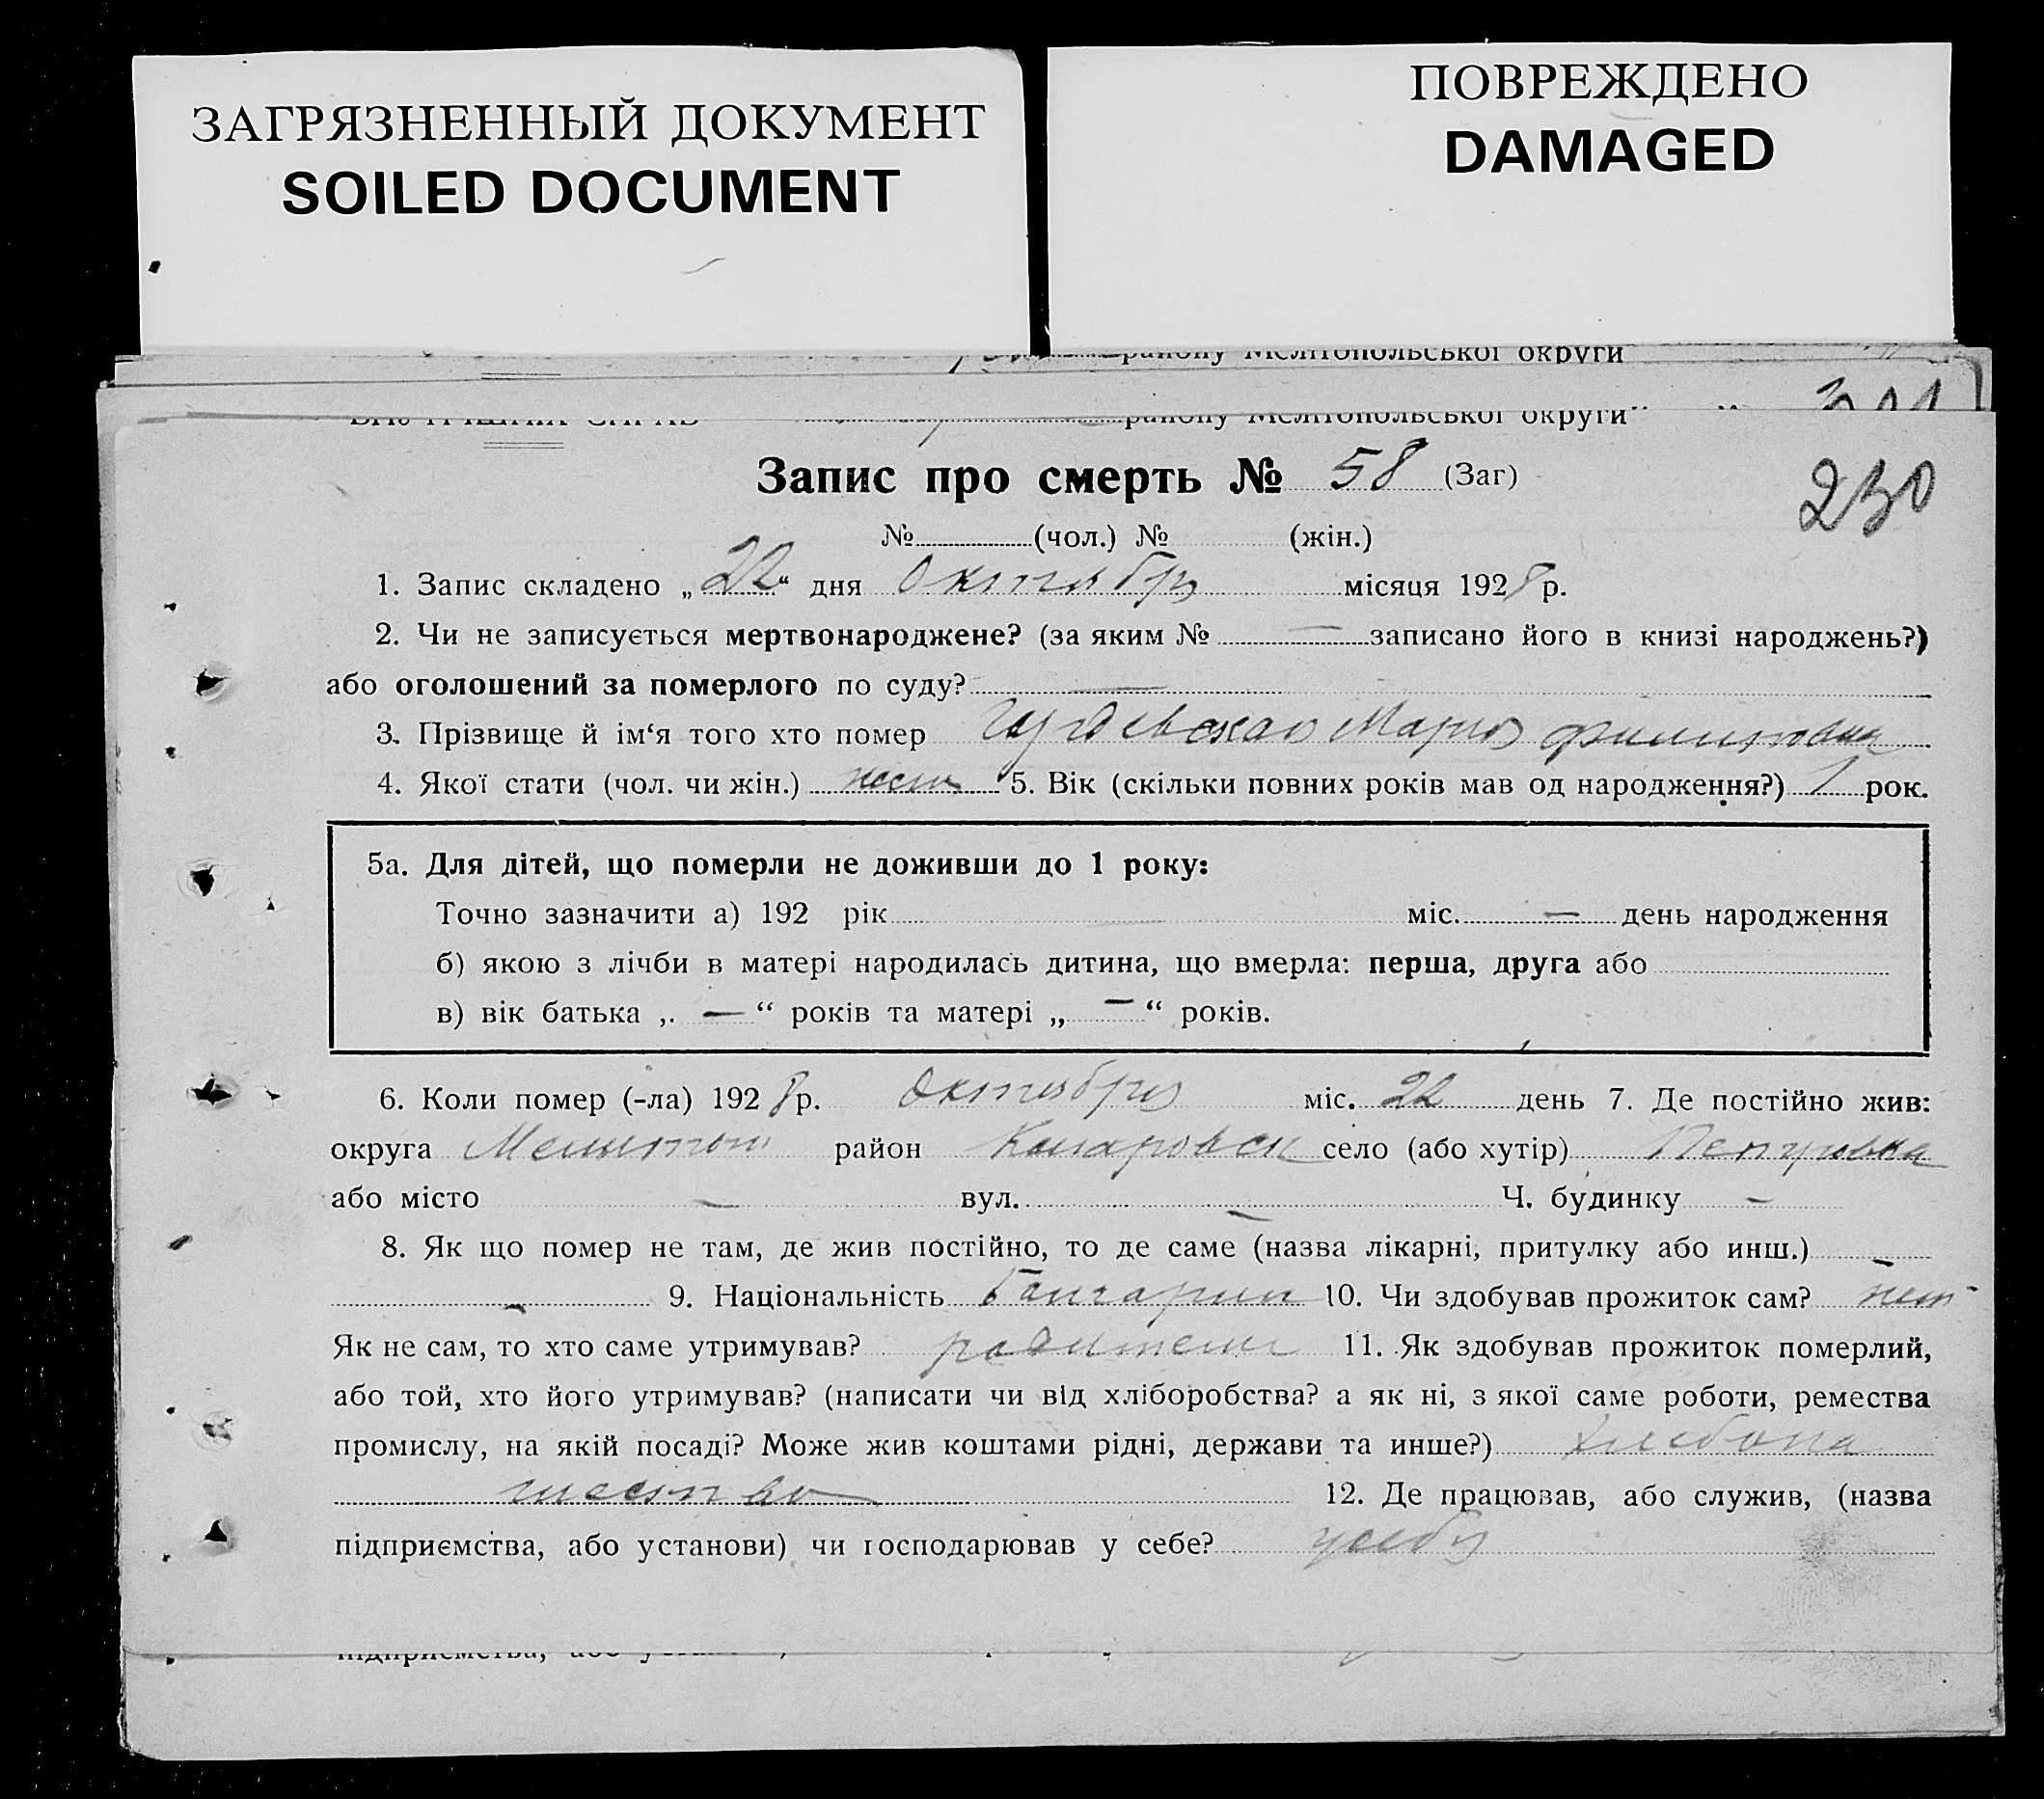 ЗАГРЯЗНЕННЫЙ ДОКУМЕНТ
SOILED DOCUMENT
ПОВРЕЖДЕНО
DAMAGED
району Мелітопольської округи
району Мелітопольської округи
Запис про смерть № 58 (Заг)
230
№ (чол.) № (жін.)
1. Запис складено „22“ дня Октября місяця 1928 р.
2. Чи не записується мертвонароджене? (за яким № — записано його в книзі народжень?)
або оголошений за померлого по суду? —
3. Прізвище й ім‘я того хто помер Мария Филиповна
4. Якої стати (чол. чи жін.) жен 5. Вік (скільки повних років мав од народження?) 1 рок.
5а. Для дітей, що померли не доживши до 1 року:
Точно зазначити а) 192 рік міс. — день народження
б) якою з лічби в матері народилась дитина, що вмерла: перша, друга або
в) вік батька „ — “ років та матері „ — “ років.
6. Коли помер (-ла) 1928 р. Октября міс. 22 день 7. Де постійно жив:
округа Мелитоп район село (або хутір)
або місто — вул. — Ч. будинку —
8. Як що помер не там, де жив постійно, то де саме (назва лікарні, притулку або инш.) —
— 9. Національність Болгарин 10. Чи здобував прожиток сам? нет
Як не сам, то хто саме утримував? родители 11. Як здобував прожиток померлий,
або той, хто його утримував? (написати чи від хліборобства? а як ні, з якої саме роботи, ремества
промислу, на якій посаді? Може жив коштами рідні, держави та инше?) хлебопа
шество 12. Де працював, або служив, (назва
підприємства, або установи) чи господарював у себе? у себя